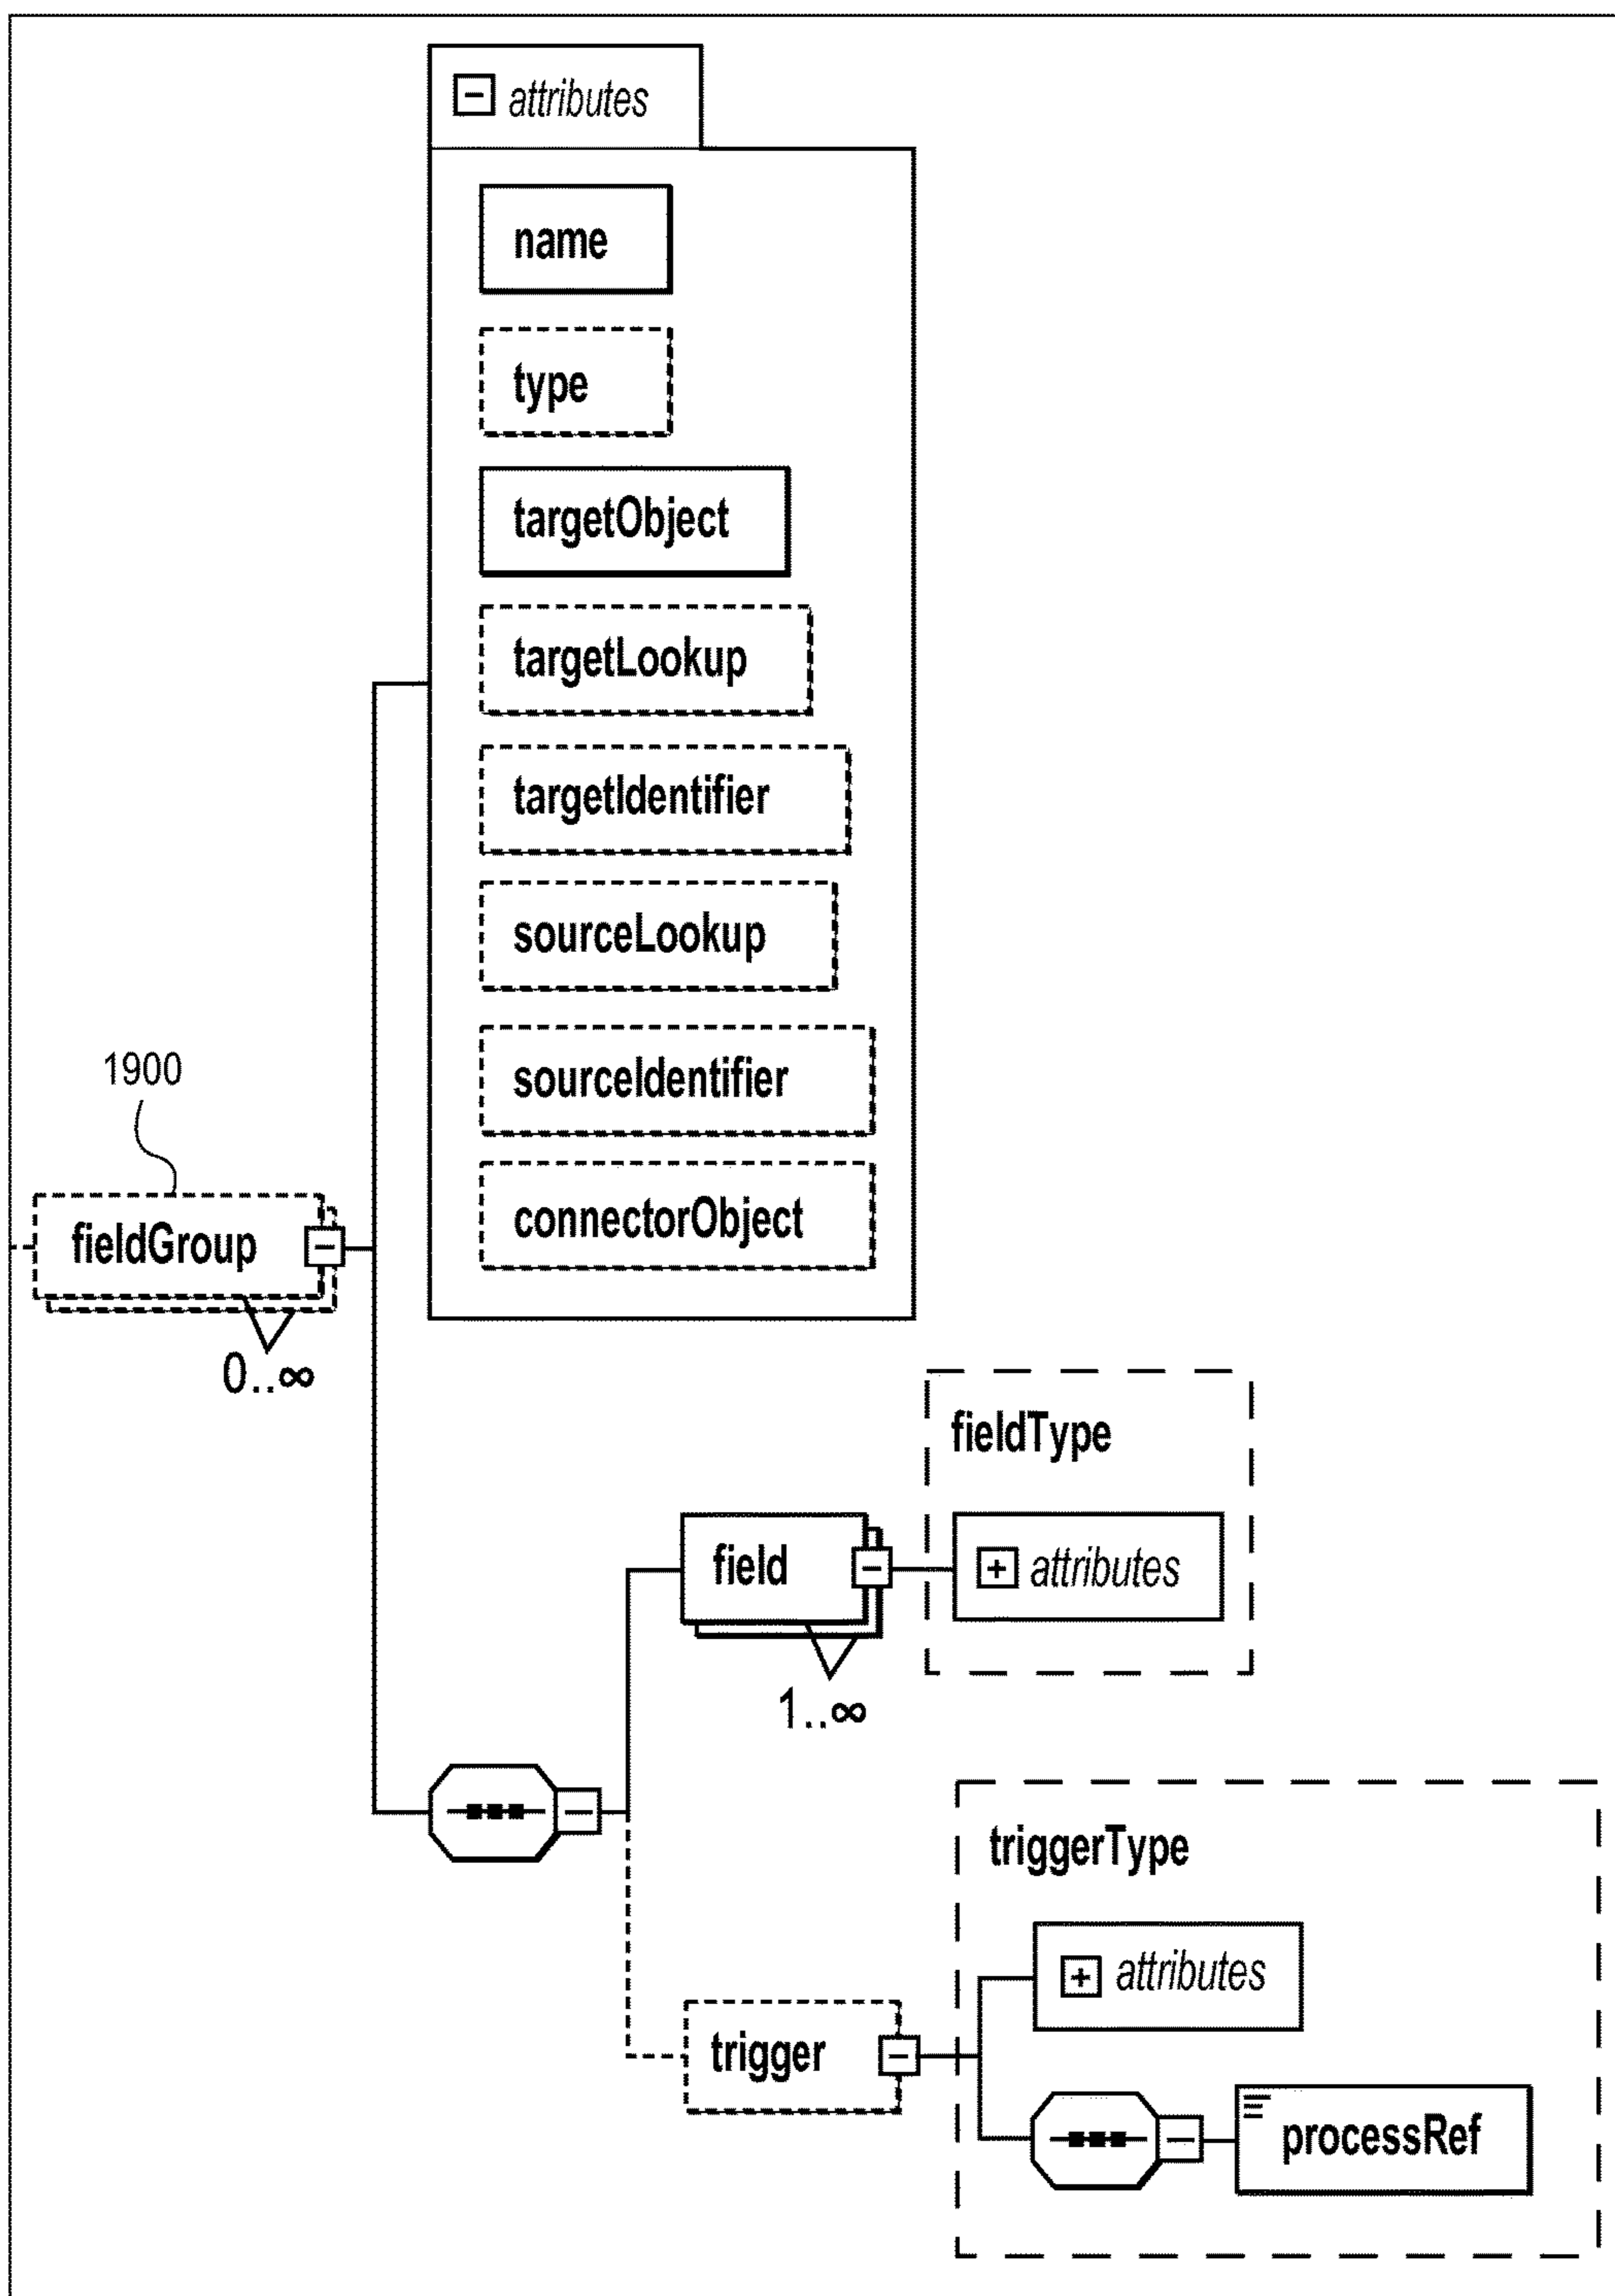 attributes
name
type
targetObject
targetLookup
targetIdentifier
sourceLookup
sourceIdentifier
connectorObject
1900
fieldGroup
0..∞
fieldType
field
attributes
1..∞
triggerType
attributes
trigger
processRef